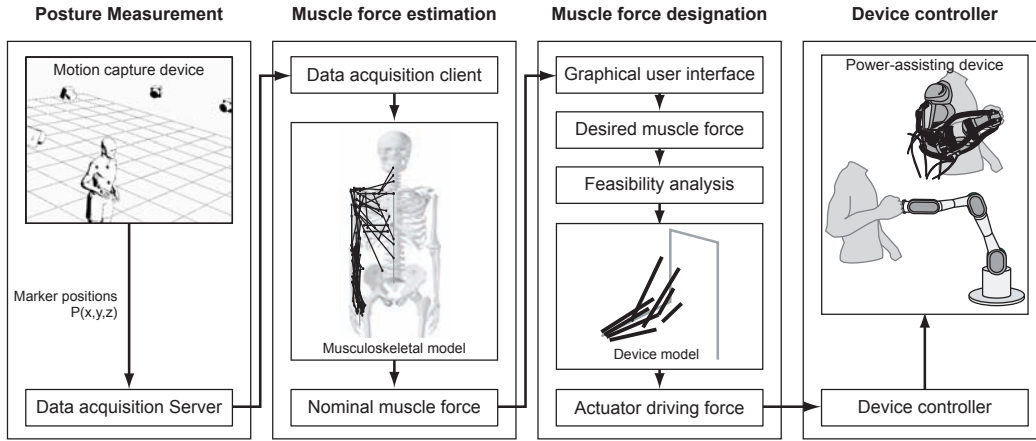 Posture Measurement
Motion capture device
Marker positions
P(x,y,z)
Data acquisition Server
Muscle force estimation
Data acquisition client
Musculoskeletal model
Nominal muscle force
Muscle force designation
Graphical user interface
Desired muscle force
Feasibility analysis
Device model
Actuator driving force
Device controller
Power-assisting device
Device controller